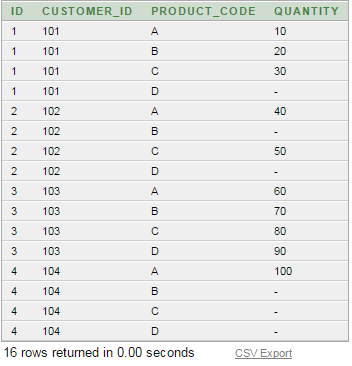 ID CUSTOMER_ID PRODUCT_CODE QUANTITY
1 101 A 10
1 101 B 20
1 101 C 30
1 101 D -
2 102 A 40
2 102 B -
2 102 C 50
2 102 D -
3 103 A 60
3 103 B 70
3 103 C 80
3 103 D 90
4 104 A 100
4 104 B -
4 104 C -
4 104 D -
16 rows returned in 0.00 seconds CSV Export